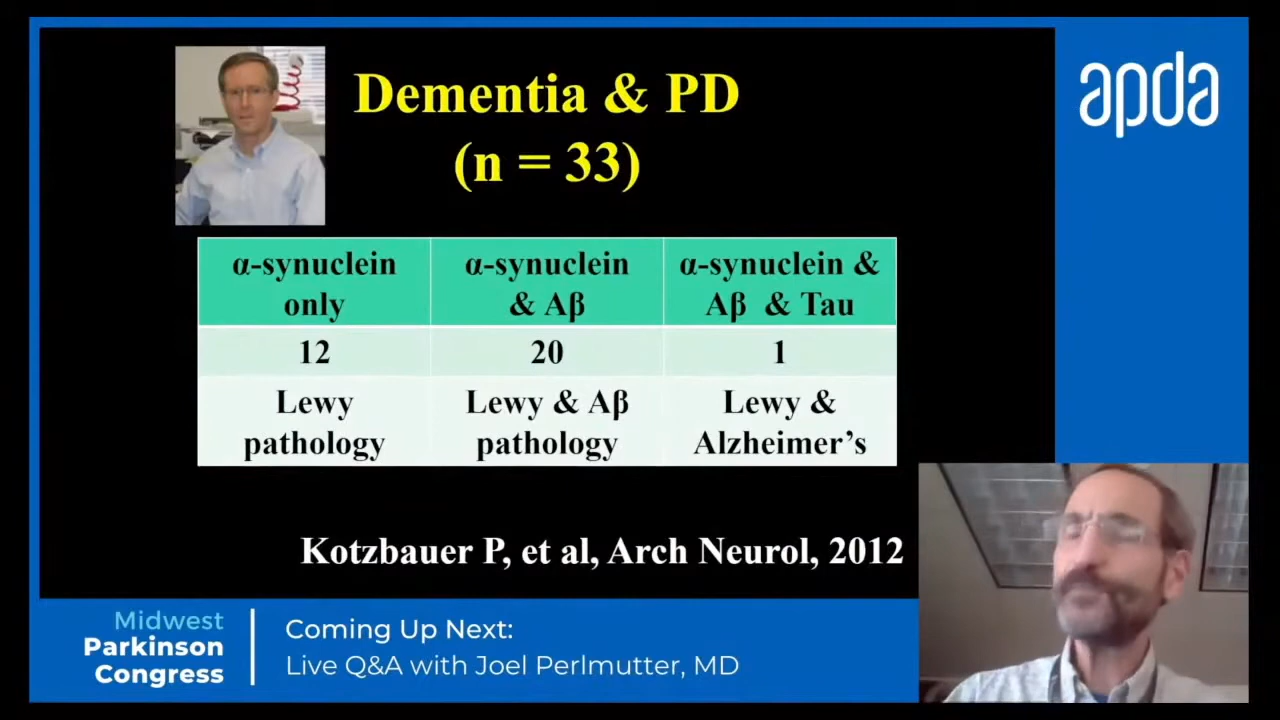 Dementia & PD
(n = 33)
apda
α-synuclein only
α-synuclein & Aβ
α-synuclein & Aβ & Tau
12
20
1
Lewy pathology
Lewy & Aβ pathology
Lewy & Alzheimer’s
Kotzbauer P, et al, Arch Neurol, 2012
Midwest
Parkinson
Congress
Coming Up Next:
Live Q&A with Joel Perlmutter, MD